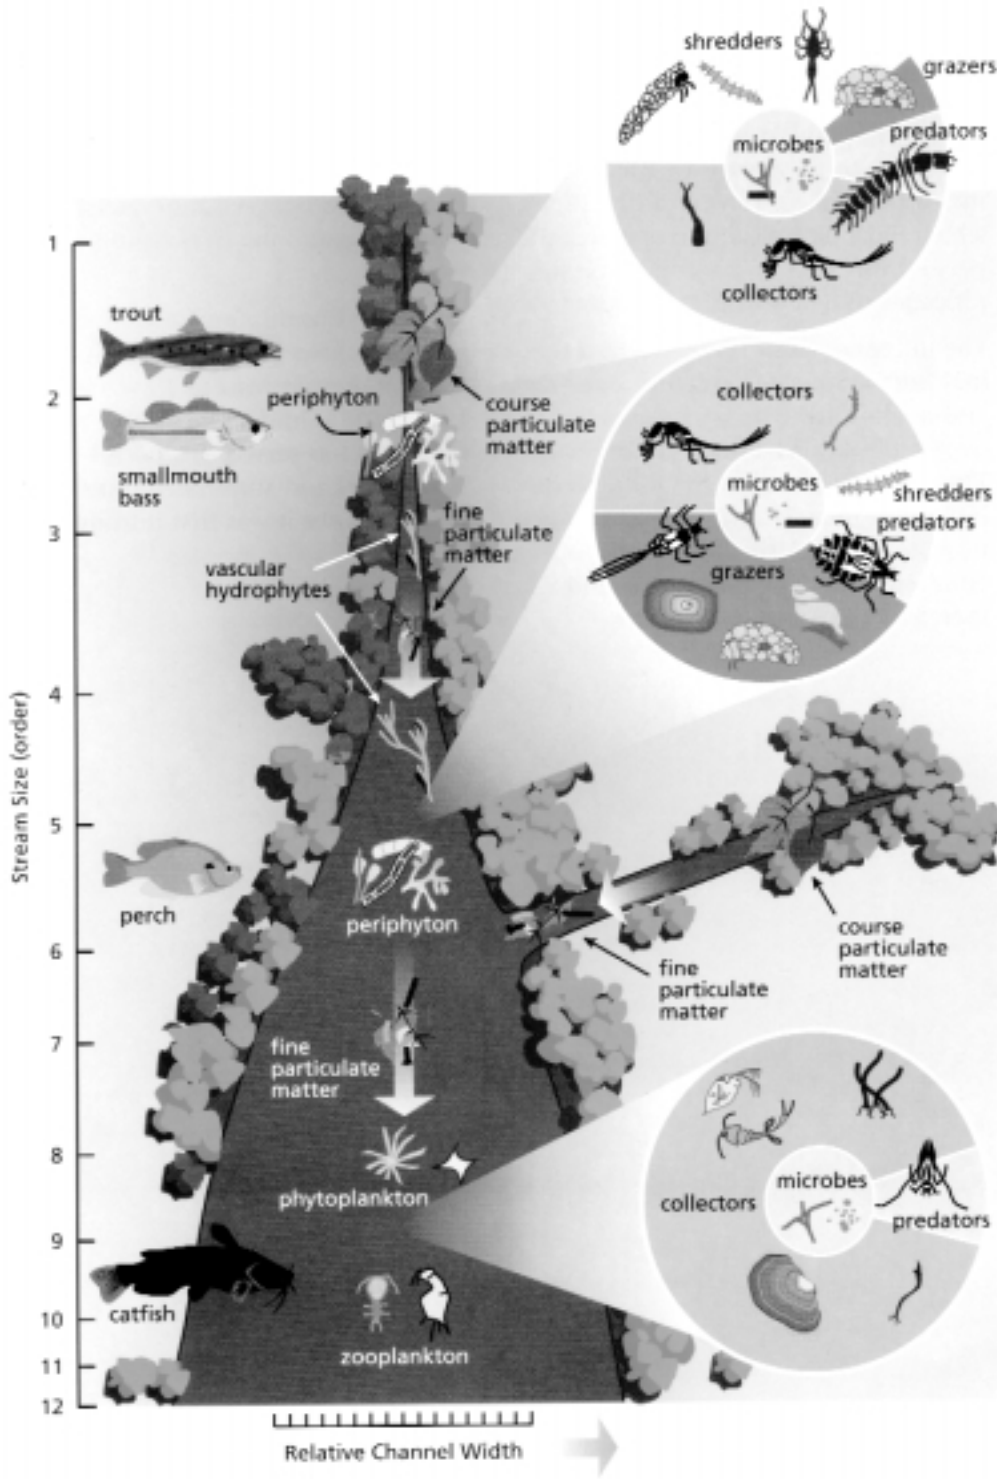 shredders
grazers
microbes
predators
collectors
1
trout
2
periphyton
course
particulate
matter
smallmouth
bass
collectors
microbes
shredders
predators
grazers
fine
particulate
matter
3
vascular
hydrophytes
4
Stream Size (order)
5
perch
periphyton
course
particulate
matter
6
fine
particulate
matter
7
fine
particulate
matter
8
phytoplankton
collectors
microbes
predators
9
catfish
10
zooplankton
11
12
Relative Channel Width